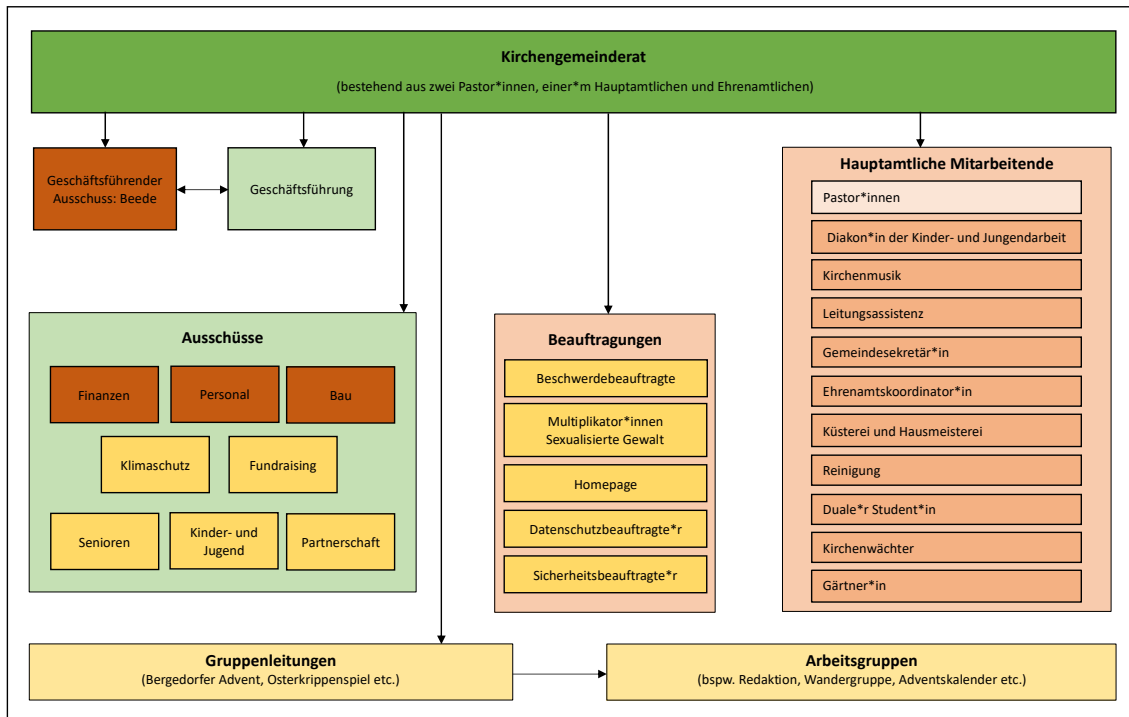 Kirchengemeinderat
(bestehend aus zwei Pastor*innen, einer*m Hauptamtlichen und Ehrenamtlichen)
Geschäftsführender
Ausschuss: Beede
Geschäftsführung
Hauptamtliche Mitarbeitende
Pastor*innen
Diakon*in der Kinder- und Jungendarbeit
Kirchenmusik
Leitungsassistenz
Gemeindesekretär*in
Ehrenamtskoordinator*in
Küsterei und Hausmeisterei
Reinigung
Duale*r Student*in
Kirchenwächter
Gärtner*in
Ausschüsse
Finanzen
Personal
Bau
Klimaschutz
Fundraising
Senioren
Kinder- und
Jugend
Partnerschaft
Beauftragungen
Beschwerdebeauftragte
Multiplikator*innen
Sexualisierte Gewalt
Homepage
Datenschutzbeauftragte*r
Sicherheitsbeauftragte*r
Gruppenleitungen
(Bergedorfer Advent, Osterkrippenspiel etc.)
Arbeitsgruppen
(bspw. Redaktion, Wandergruppe, Adventskalender etc.)